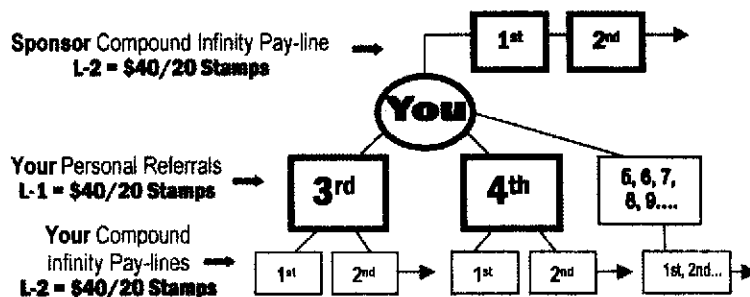 Sponsor Compound Infinity Pay-line
L-2 = $40/20 Stamps
1st
2nd
You
Your Personal Referrals
L-1 = $40/20 Stamps
3rd
4th
5, 6, 7,
8, 9....
Your Compound
Infinity Pay-lines
L-2 = $40/20 Stamps
1st
2nd
1st
2nd
1st, 2nd...